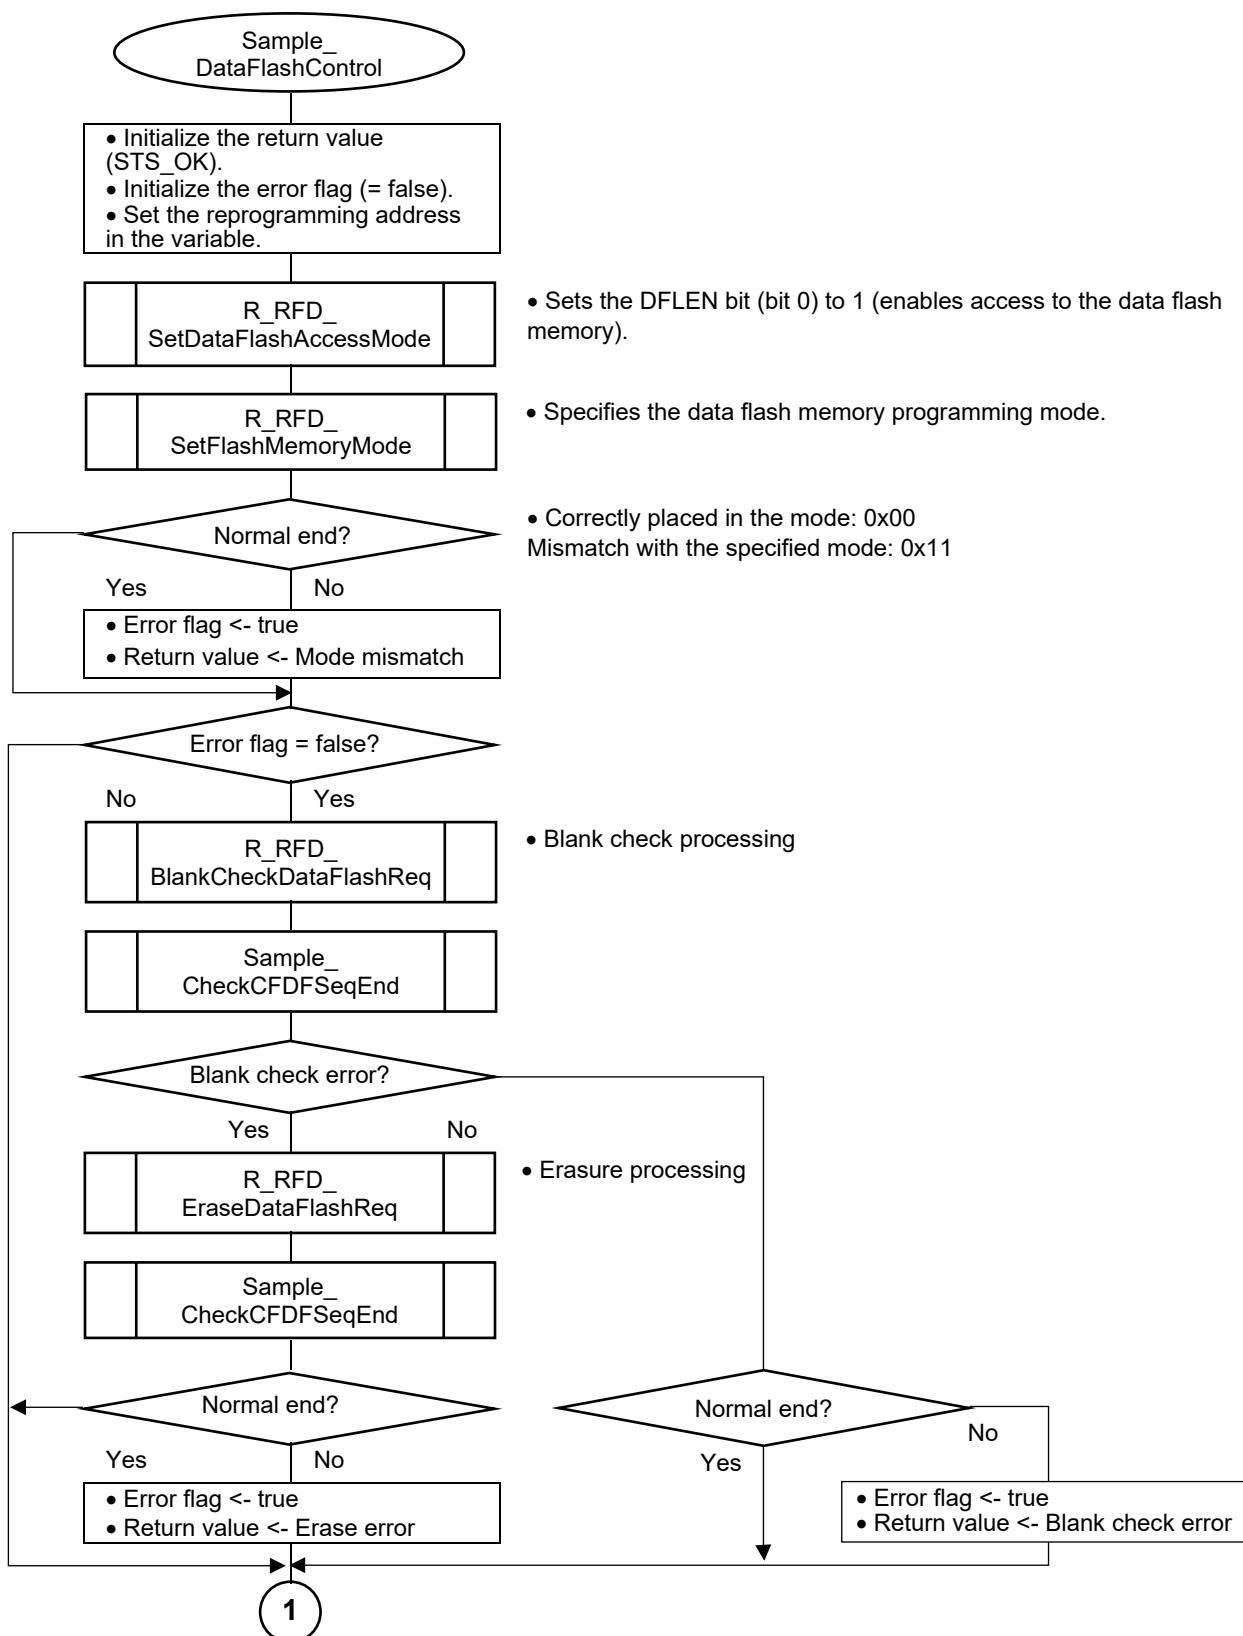 Sample_
DataFlashControl
• Initialize the return value
(STS_OK).
• Initialize the error flag (= false).
• Set the reprogramming address
in the variable.
R_RFD_
SetDataFlashAccessMode
• Sets the DFLEN bit (bit 0) to 1 (enables access to the data flash
memory).
R_RFD_
SetFlashMemoryMode
• Specifies the data flash memory programming mode.
Normal end?
• Correctly placed in the mode: 0x00
Mismatch with the specified mode: 0x11
Yes
No
• Error flag <- true
• Return value <- Mode mismatch
Error flag = false?
No
Yes
R_RFD_
BlankCheckDataFlashReq
• Blank check processing
Sample_
CheckCFDFSeqEnd
Blank check error?
Yes
No
R_RFD_
EraseDataFlashReq
• Erasure processing
Sample_
CheckCFDFSeqEnd
Normal end?
Normal end?
Yes
No
Yes
No
• Error flag <- true
• Return value <- Erase error
• Error flag <- true
• Return value <- Blank check error
1